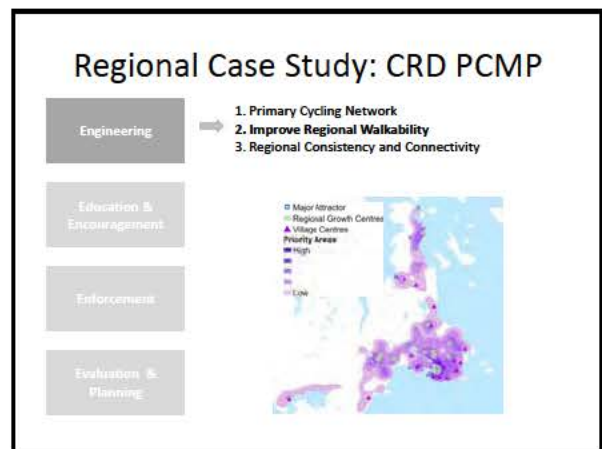 Regional Case Study: CRD PCMP
Engineering
1. Primary Cycling Network
2. Improve Regional Walkability
3. Regional Consistency and Connectivity
Education &
Encouragement
Enforcement
Evaluation &
Planning
Major Attractor
Regional Growth Centres
Village Centres
Priority Areas
High
Low